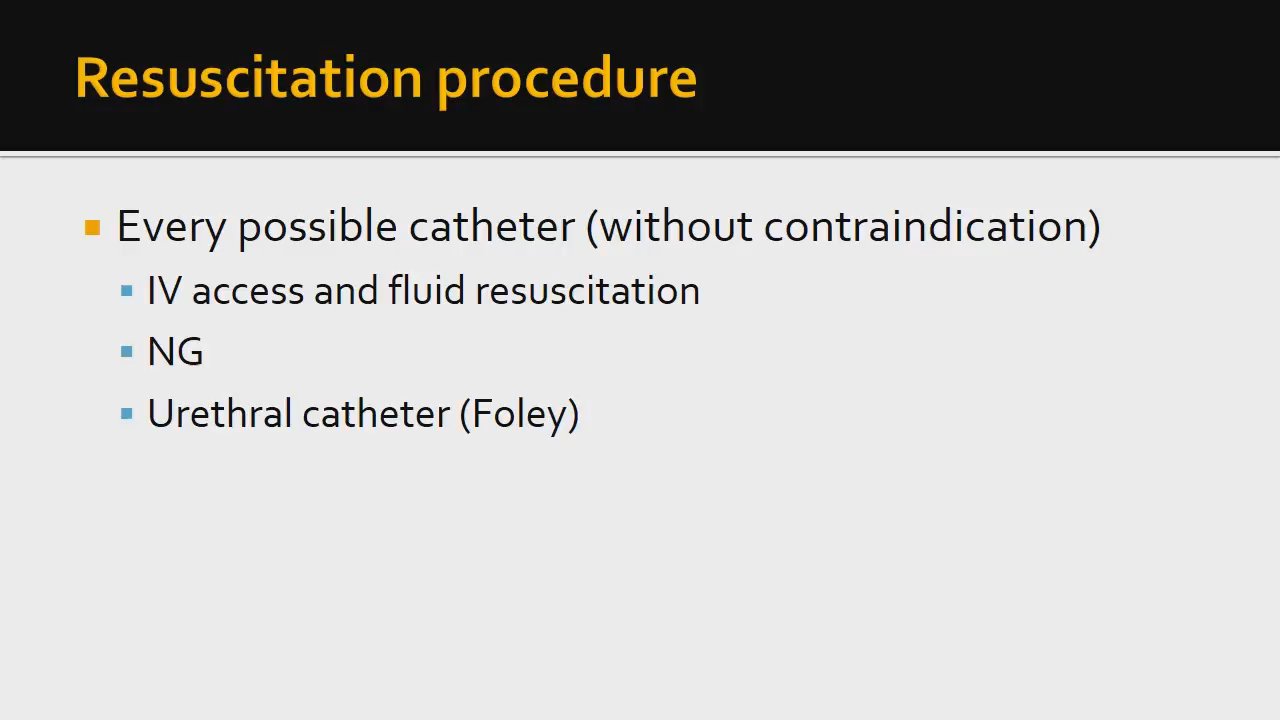 Resuscitation procedure
Every possible catheter (without contraindication)
IV access and fluid resuscitation
NG
Urethral catheter (Foley)